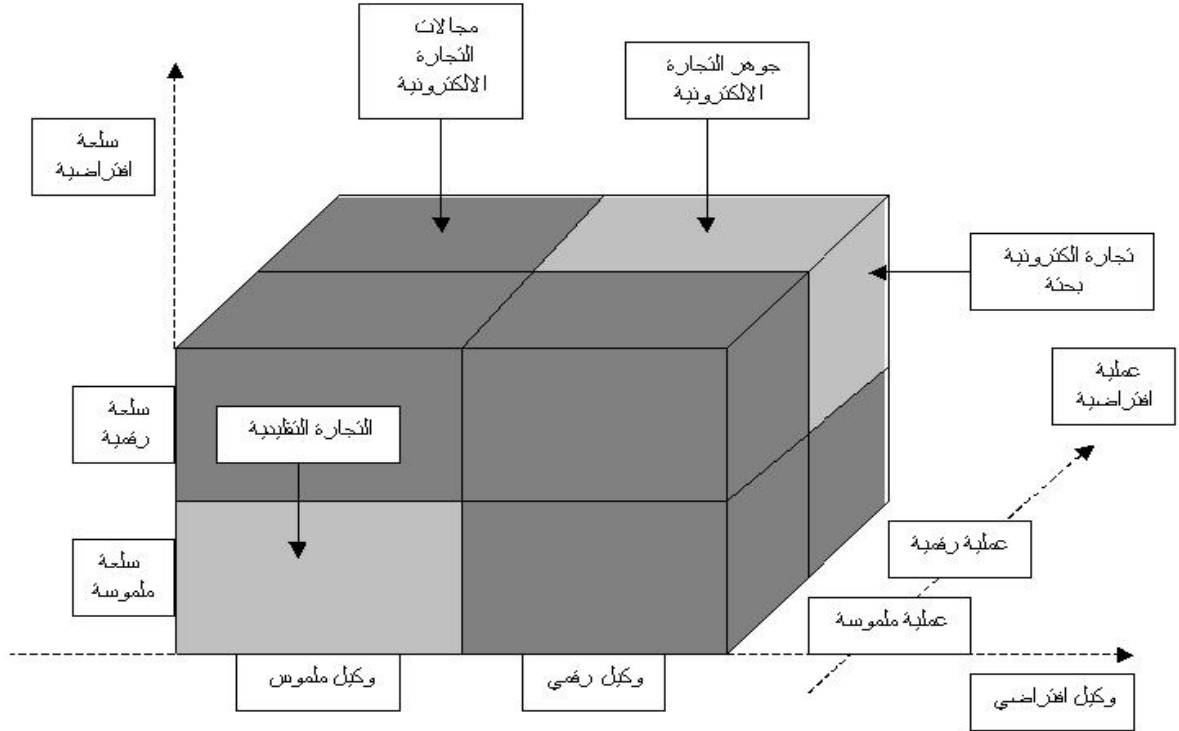 مجالات
التجارة
الالكترونية
جوهر التجارة
الالكترونية
سلعة
افتراضية
تجارة الكترونية
بحتة
عملية
افتراضية
سلعة
رقمية
التجارة التقليدية
عملية رقمية
سلعة
ملموسة
عملية ملموسة
وكيل ملموس
وكيل رقمي
وكيل افتراضي